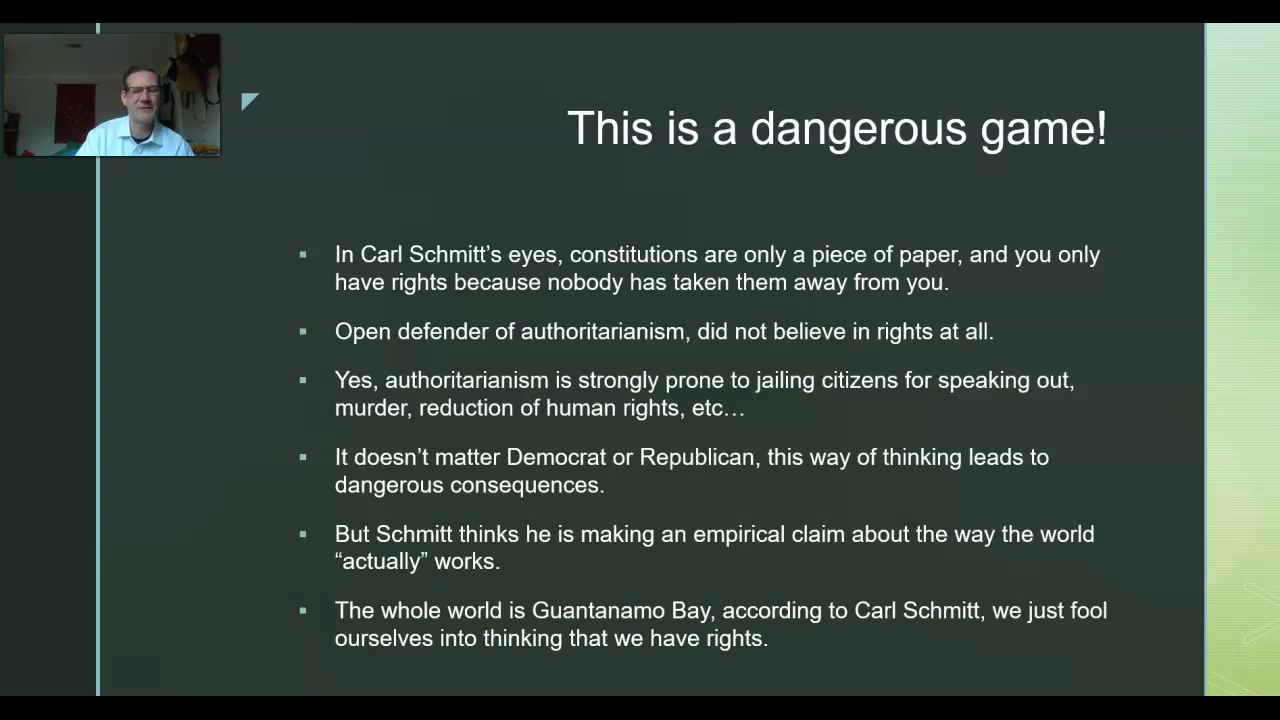 This is a dangerous game!
In Carl Schmitt’s eyes, constitutions are only a piece of paper, and you only
have rights because nobody has taken them away from you.
Open defender of authoritarianism, did not believe in rights at all.
Yes, authoritarianism is strongly prone to jailing citizens for speaking out,
murder, reduction of human rights, etc…
It doesn’t matter Democrat or Republican, this way of thinking leads to
dangerous consequences.
But Schmitt thinks he is making an empirical claim about the way the world
“actually” works.
The whole world is Guantanamo Bay, according to Carl Schmitt, we just fool
ourselves into thinking that we have rights.